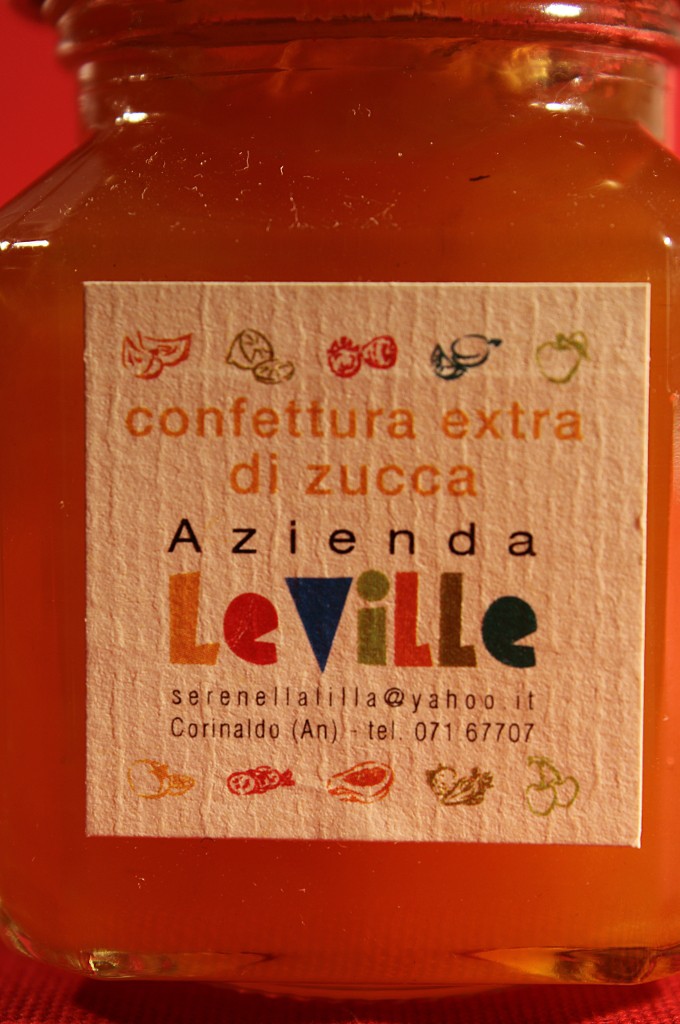 confettura extra
di zucca
Azienda
LeViLLe
serenellalilla@yahoo.it
Corinaldo (An) - tel. 071 67707